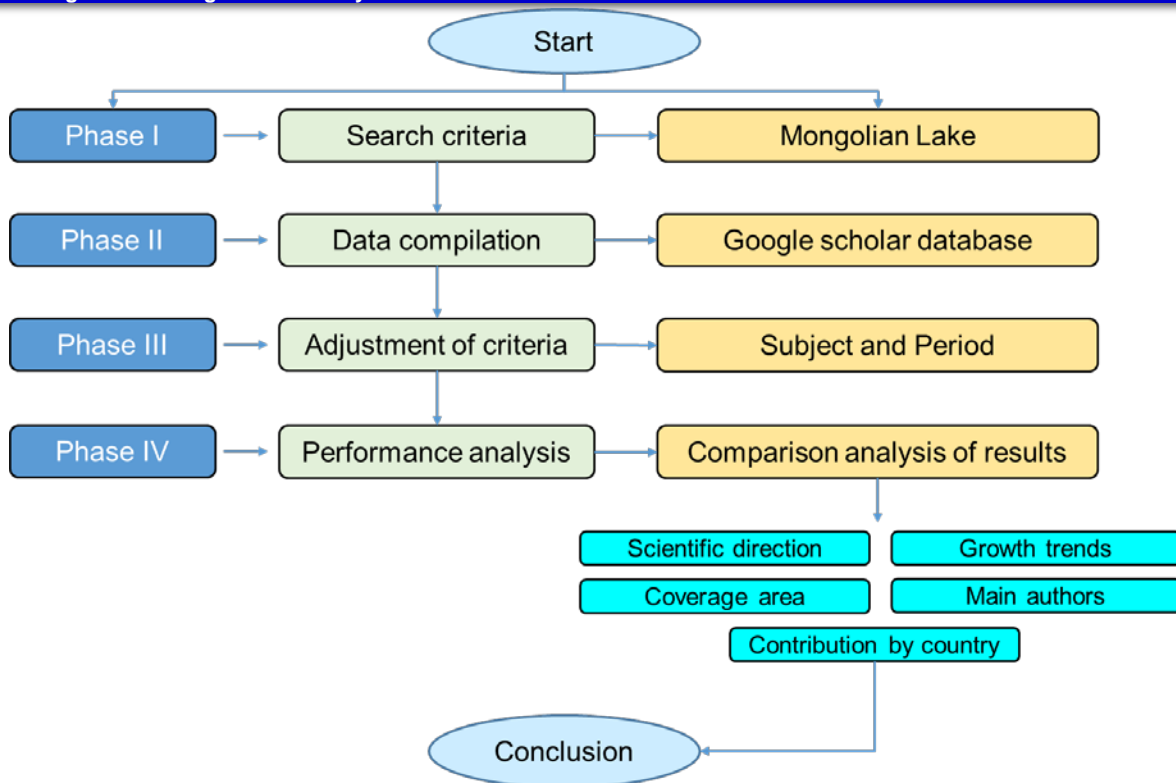 Start
Phase I
Search criteria
Mongolian Lake
Phase II
Data compilation
Google scholar database
Phase III
Adjustment of criteria
Subject and Period
Phase IV
Performance analysis
Comparison analysis of results
Scientific direction
Growth trends
Coverage area
Main authors
Contribution by country
Conclusion